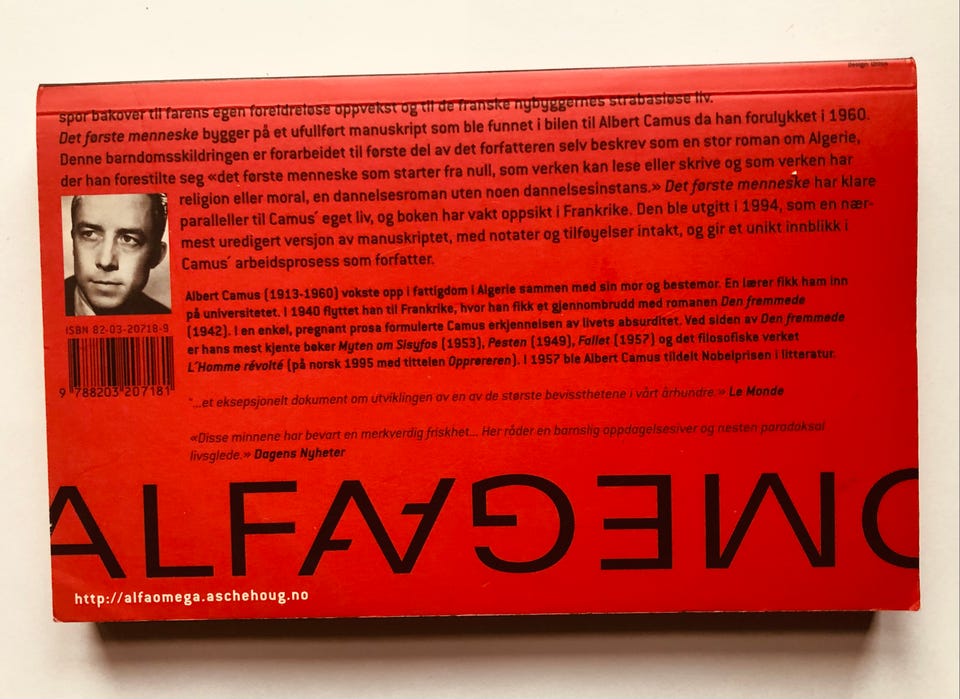 Design: Union
spor bakover til farens egen foreldreløse oppvekst og til de franske nybyggernes strabasiøse liv.
Det første menneske bygger på et ufullført manuskript som ble funnet i bilen til Albert Camus da han forulykket i 1960.
Denne barndomsskildringen er forarbeidet til første del av det forfatteren selv beskrev som en stor roman om Algerie,
der han forestilte seg «det første menneske som starter fra null, som verken kan lese eller skrive og som verken har
religion eller moral, en dannelsesroman uten noen dannelsesinstans.» Det første menneske har klare
paralleller til Camus´ eget liv, og boken har vakt oppsikt i Frankrike. Den ble utgitt i 1994, som en nær-
mest uredigert versjon av manuskriptet, med notater og tilføyelser intakt, og gir et unikt innblikk i
Camus´ arbeidsprosess som forfatter.
Albert Camus (1913-1960) vokste opp i fattigdom i Algerie sammen med sin mor og bestemor. En lærer fikk ham inn
på universitetet. I 1940 flyttet han til Frankrike, hvor han fikk et gjennombrudd med romanen Den fremmede
(1942). I en enkel, pregnant prosa formulerte Camus erkjennelsen av livets absurditet. Ved siden av Den fremmede
er hans mest kjente bøker Myten om Sisyfos (1953), Pesten (1949), Fallet (1957) og det filosofiske verket
L´Homme révolté (på norsk 1995 med tittelen Opprøreren). I 1957 ble Albert Camus tildelt Nobelprisen i litteratur.
ISBN 82-03-20718-9
9 788203 207181
"...et eksepsjonelt dokument om utviklingen av en av de største bevissthetene i vårt århundre.» Le Monde
«Disse minnene har bevart en merkverdig friskhet... Her råder en barnslig oppdagelsesiver og nesten paradoksal
livsglede.» Dagens Nyheter
ALFA OMEGA
http://alfaomega.aschehoug.no